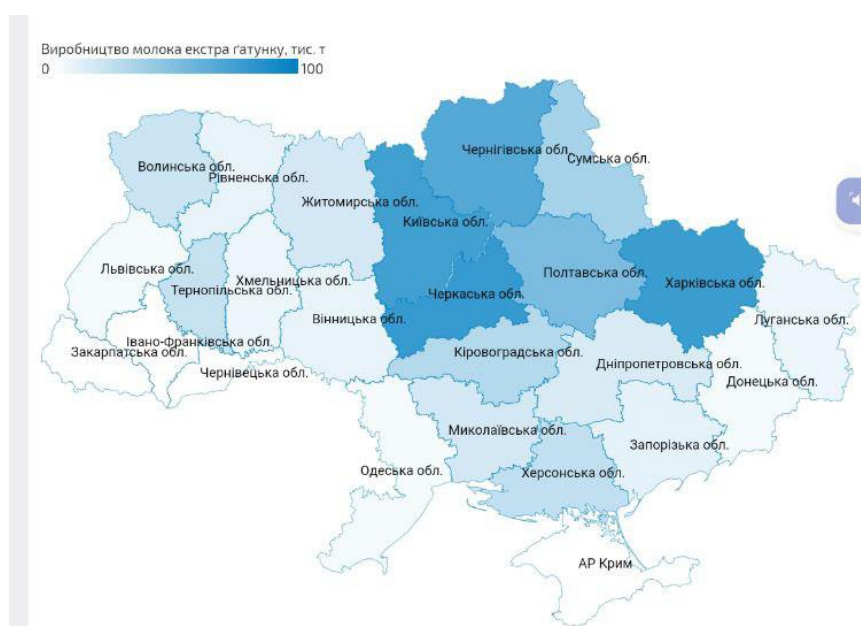 Виробництво молока екстра ґатунку, тис. т
0 100
Чернігівська обл.
Сумська обл.
Волинська обл.
Рівненська обл.
Житомирська обл.
Київська обл.
Львівська обл.
Тернопільська обл.
Хмельницька обл.
Полтавська обл.
Харківська обл.
Черкаська обл.
Вінницька обл.
Луганська обл.
Івано-Франківська обл.
Закарпатська обл.
Чернівецька обл.
Кіровоградська обл.
Дніпропетровська обл.
Донецька обл.
Миколаївська обл.
Запорізька обл.
Одеська обл.
Херсонська обл.
АР Крим